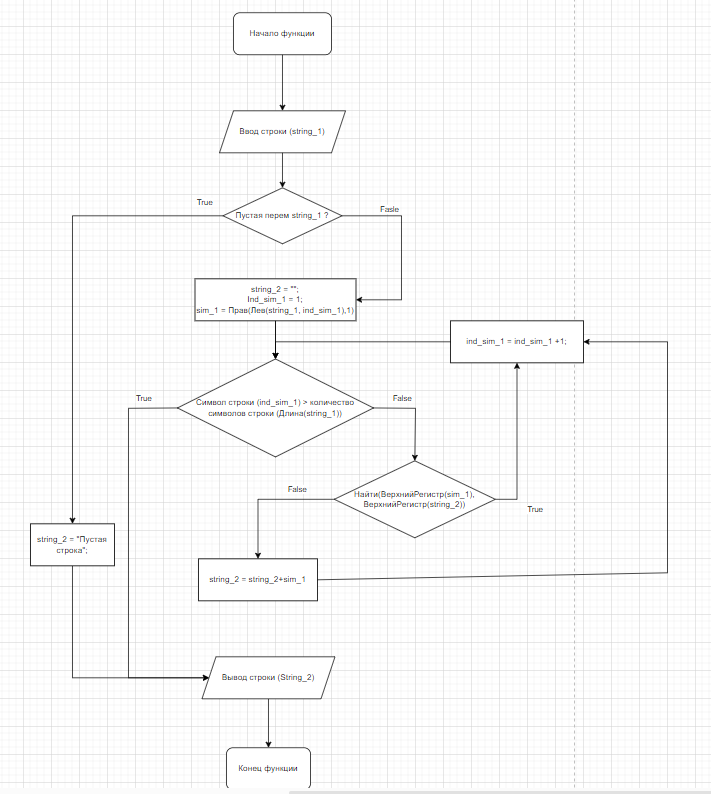 Начало функции
Ввод строки (string_1)
True
Пустая перем string_1 ?
Fasle
string_2 = "";
Ind_sim_1 = 1;
sim_1 = Прав(Лев(string_1, ind_sim_1),1)
ind_sim_1 = ind_sim_1 +1;
True
Символ строки (ind_sim_1) > количество
символов строки (Длина(string_1))
False
False
Найти(ВерхнийРегистр(sim_1),
ВерхнийРегистр(string_2))
True
string_2 = "Пустая
строка";
string_2 = string_2+sim_1
Вывод строки (String_2)
Конец функции